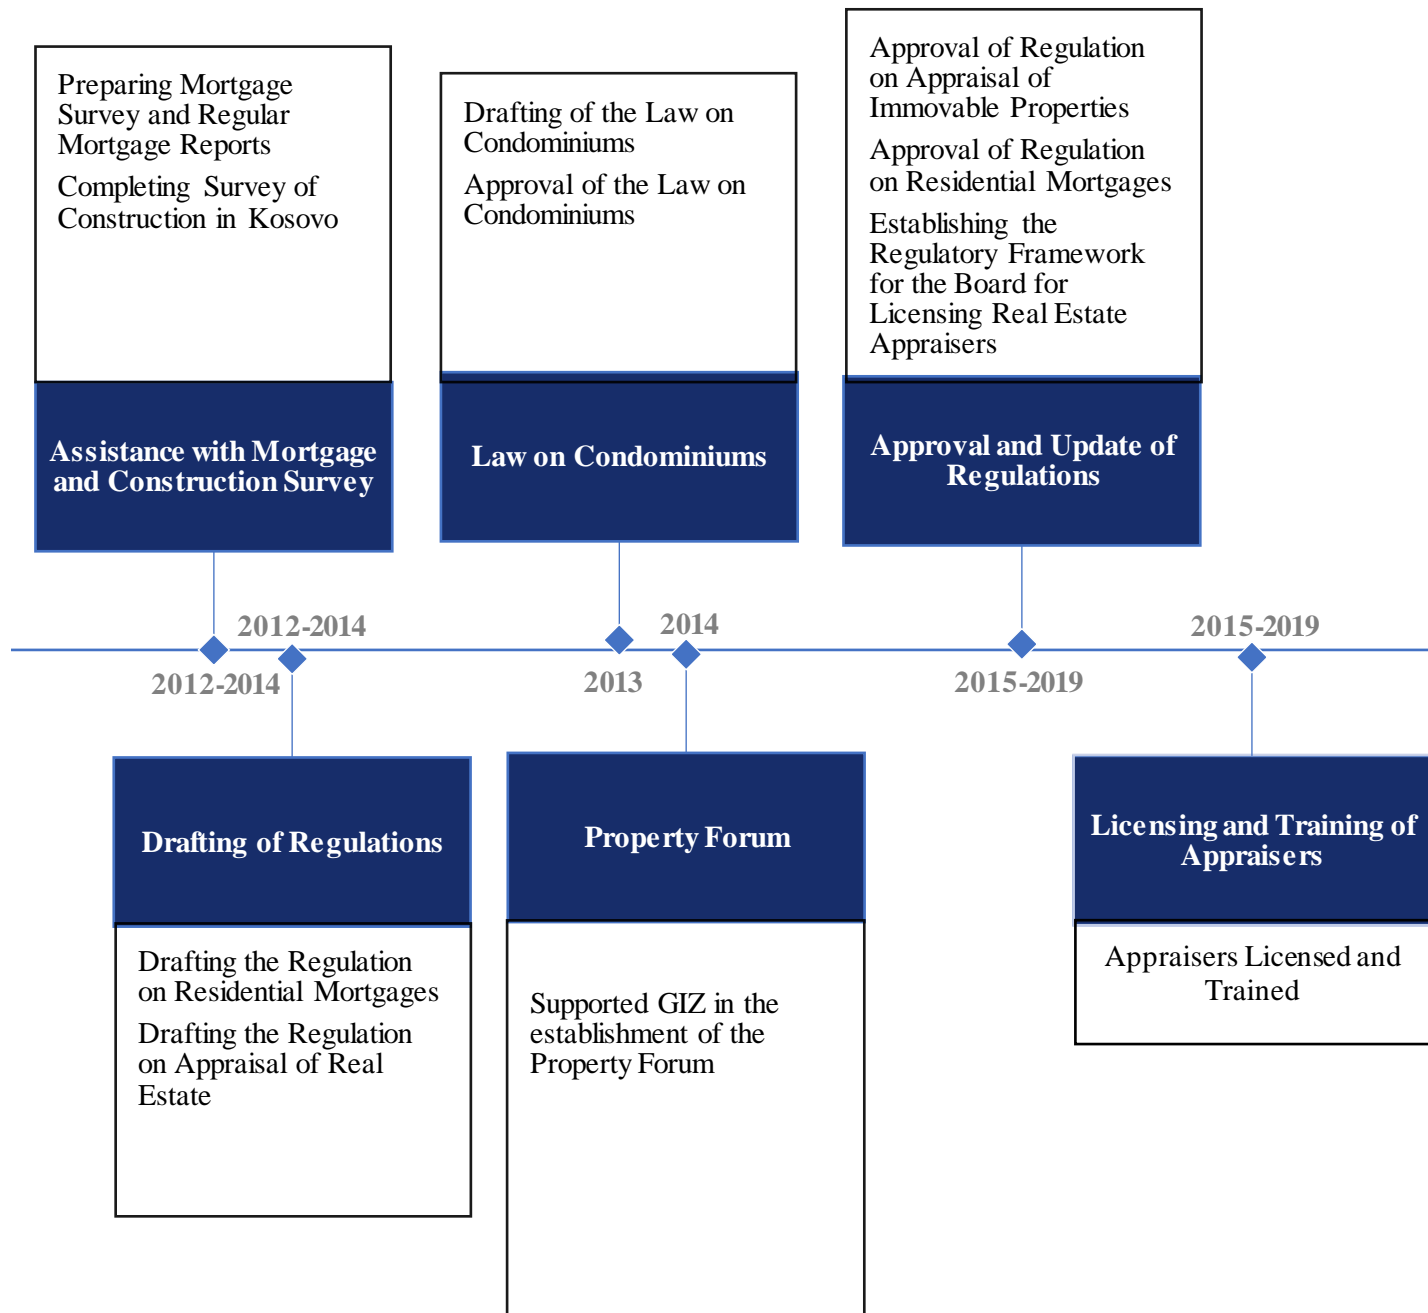 Preparing Mortgage
Survey and Regular
Mortgage Reports
Completing Survey of
Construction in Kosovo
Assistance with Mortgage
and Construction Survey
Drafting of the Law on
Condominiums
Approval of the Law on
Condominiums
Law on Condominiums
Approval of Regulation
on Appraisal of
Immovable Properties
Approval of Regulation
on Residential Mortgages
Establishing the
Regulatory Framework
for the Board for
Licensing Real Estate
Appraisers
Approval and Update of
Regulations
2012-2014
2014
2015-2019
2012-2014
2013
2015-2019
Drafting of Regulations
Drafting the Regulation
on Residential Mortgages
Drafting the Regulation
on Appraisal of Real
Estate
Property Forum
Supported GIZ in the
establishment of the
Property Forum
Licensing and Training of
Appraisers
Appraisers Licensed and
Trained